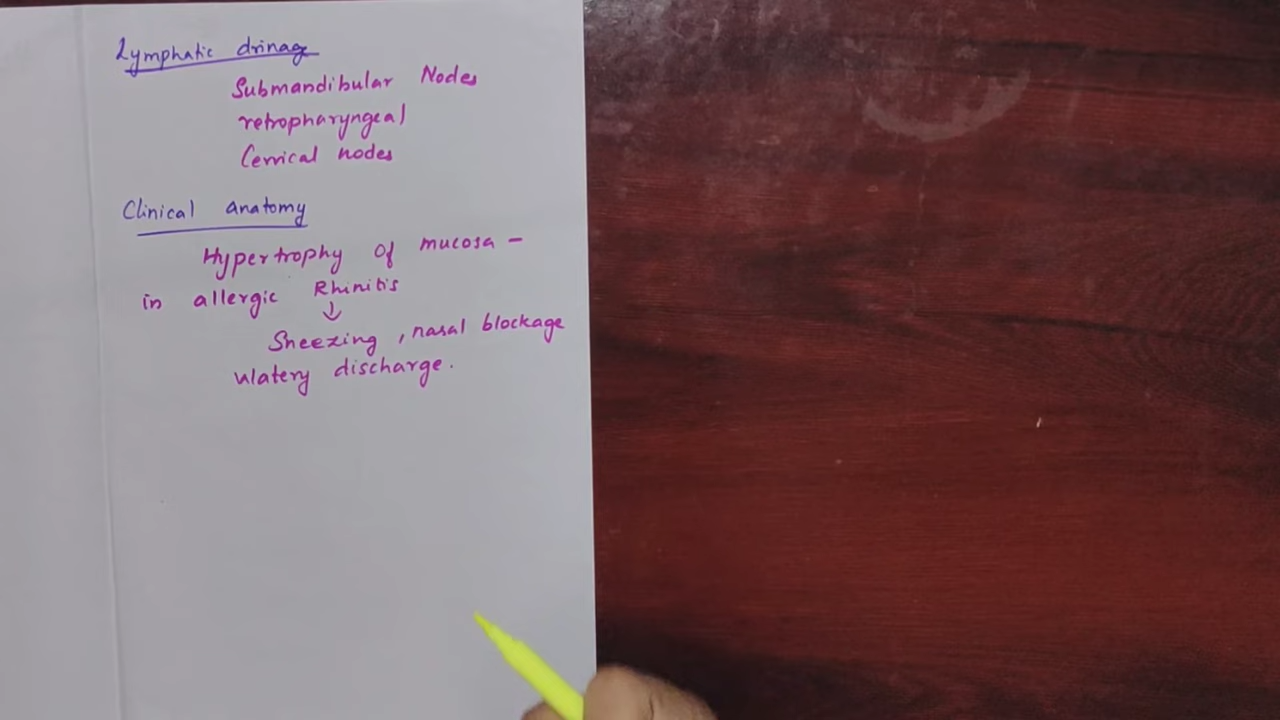 Lymphatic drinage
Submandibular Nodes
retropharyngeal
Cervical nodes
Clinical anatomy
Hypertrophy of mucosa -
in allergic Rhinitis
↓
Sneezing, nasal blockage
watery discharge.